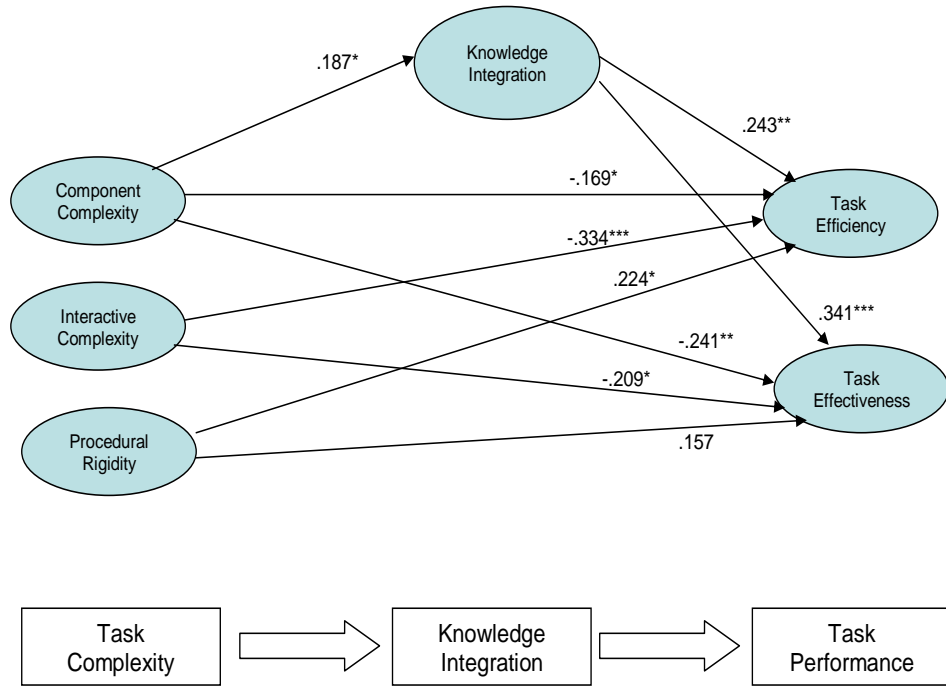 Knowledge
Integration
.187*
.243**
Component
Complexity
-.169*
Task
Efficiency
-.334***
.224*
Interactive
Complexity
.341***
-.241**
-.209*
Task
Effectiveness
Procedural
Rigidity
.157
Task
Complexity
Knowledge
Integration
Task
Performance